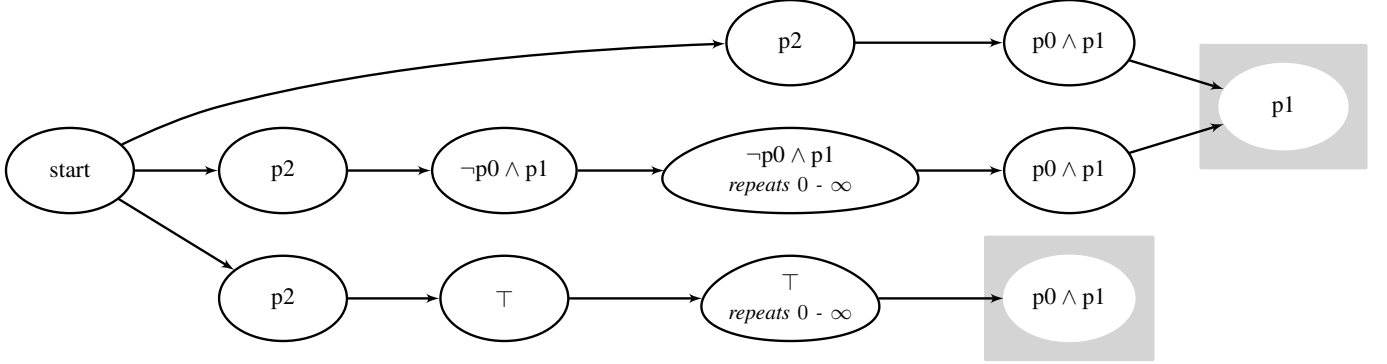 p2
p0 ∧ p1
p1
start
p2
¬p0 ∧ p1
¬p0 ∧ p1
repeats 0 - ∞
p0 ∧ p1
p2
⊤
⊤
repeats 0 - ∞
p0 ∧ p1